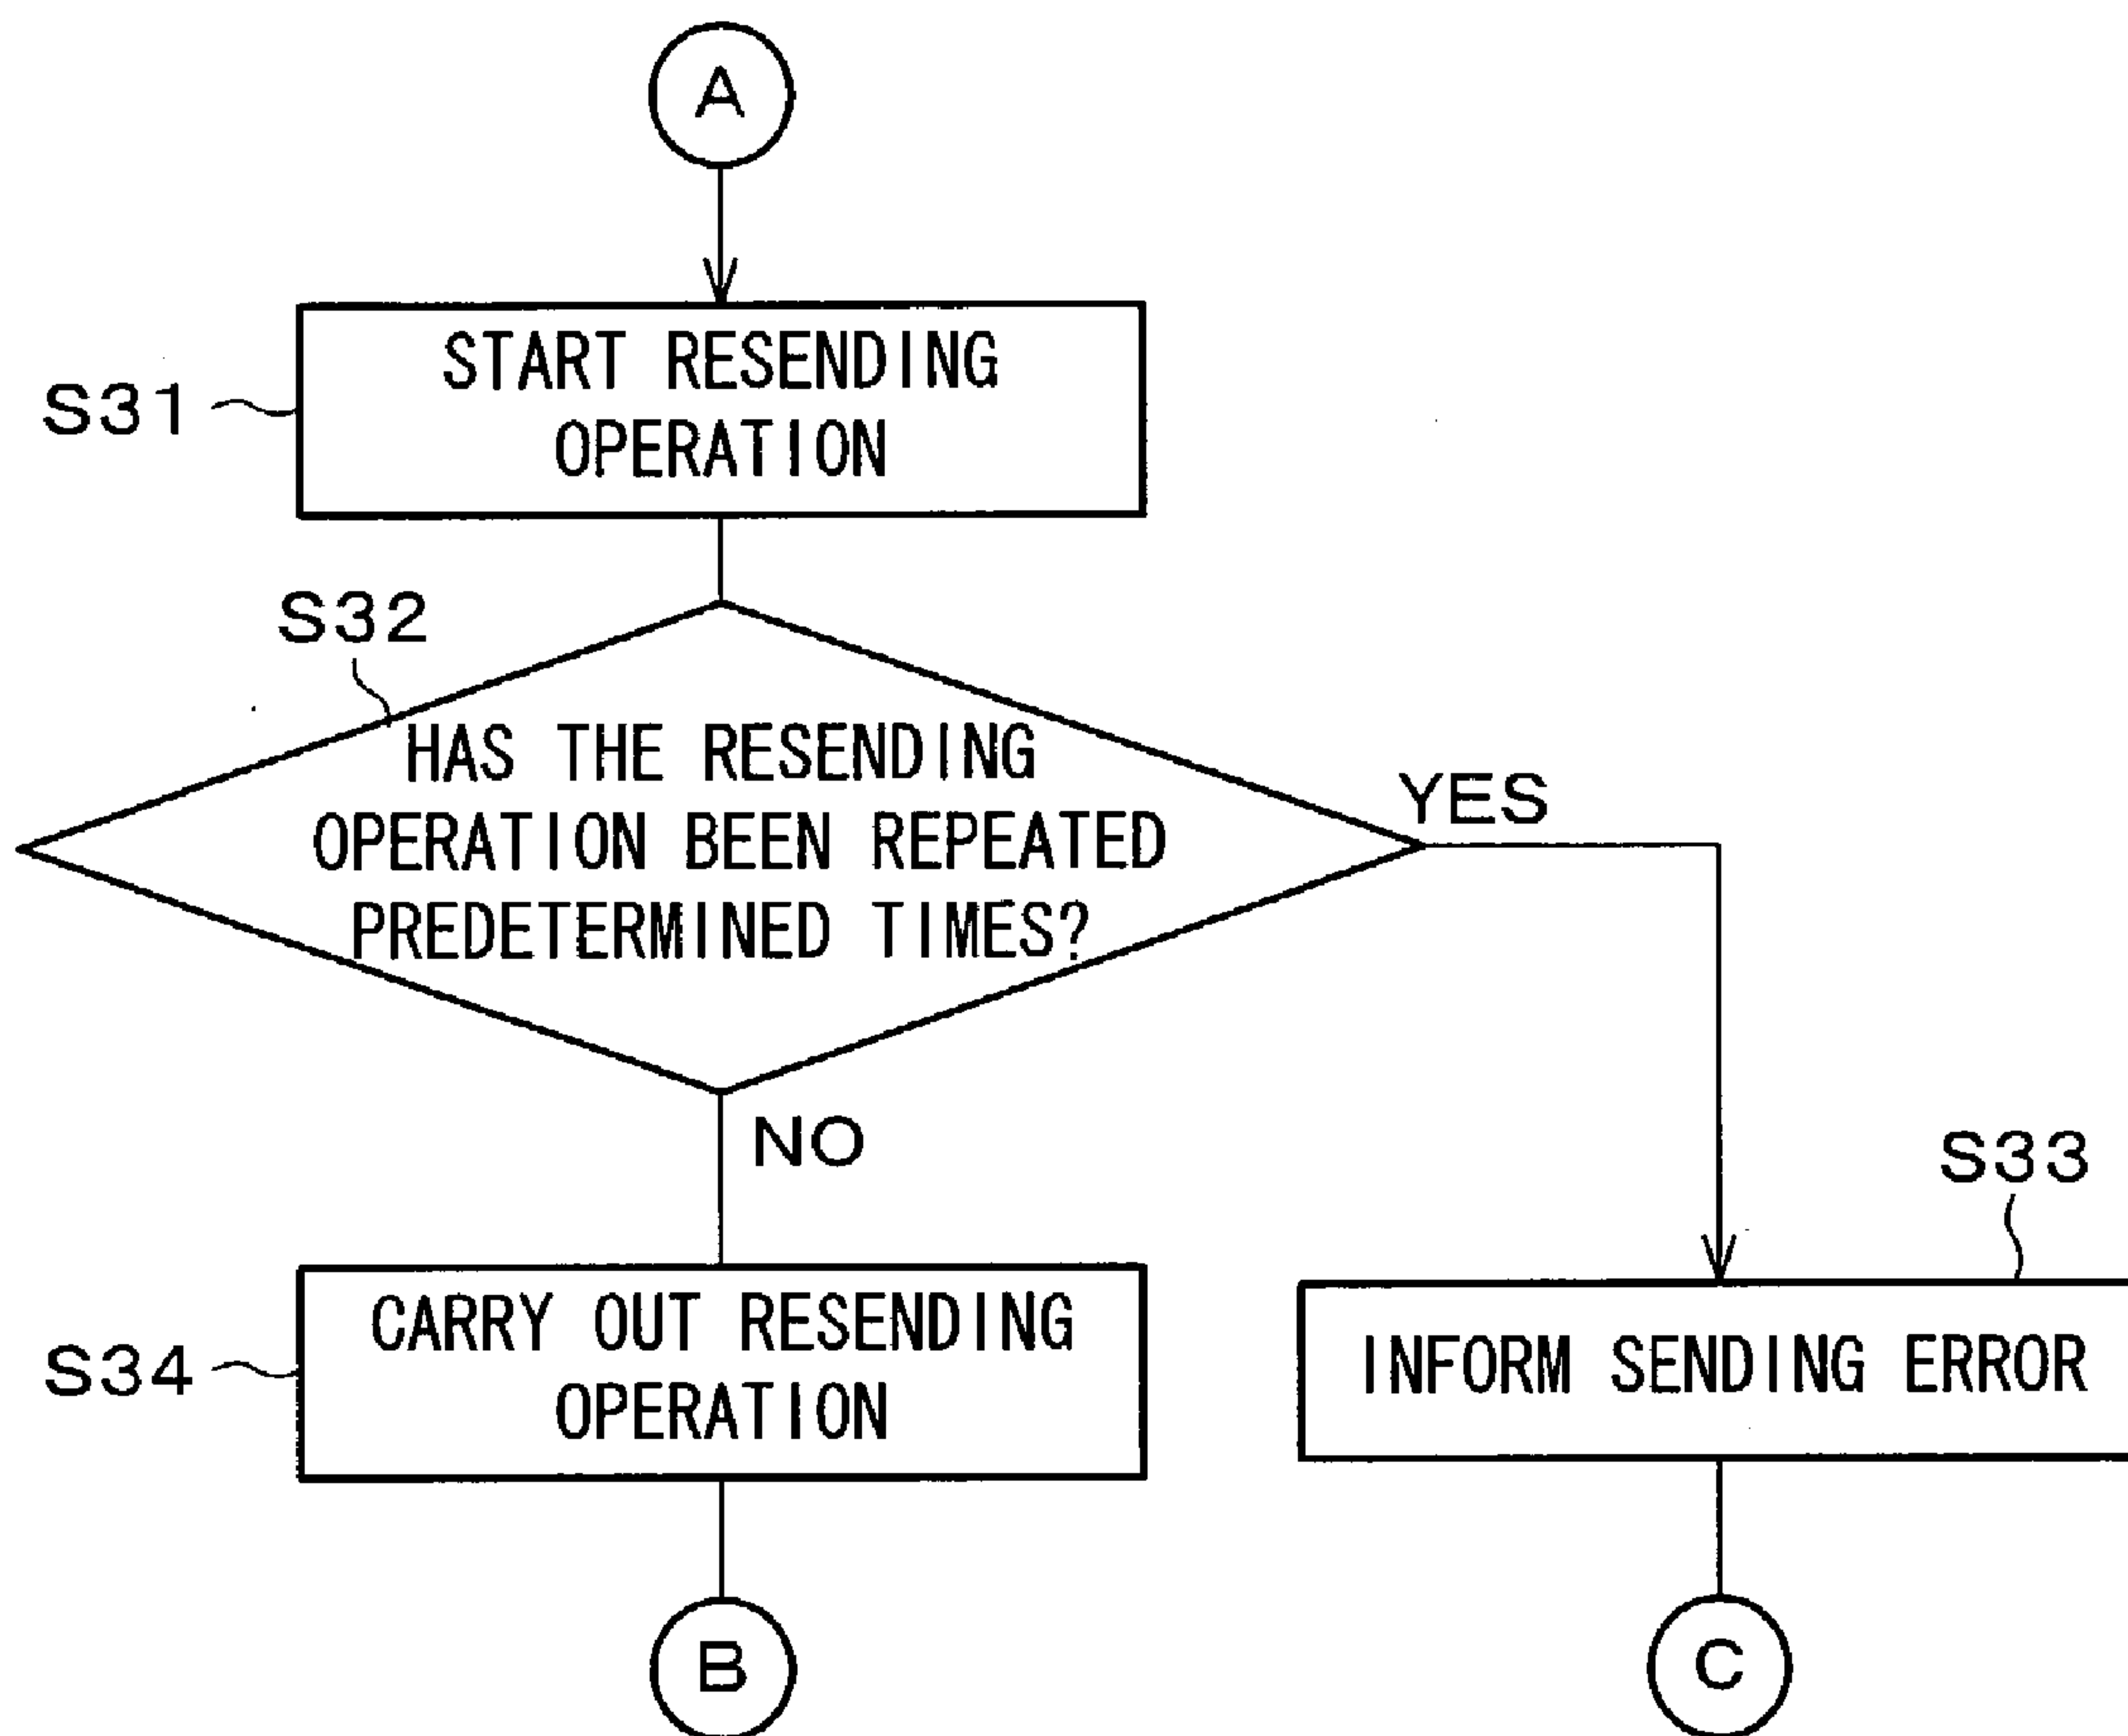 A
S31
START RESENDING
OPERATION
S32
HAS THE RESENDING
OPERATION BEEN REPEATED
PREDETERMINED TIMES?
YES
NO
S33
INFORM SENDING ERROR
S34
CARRY OUT RESENDING
OPERATION
B
C